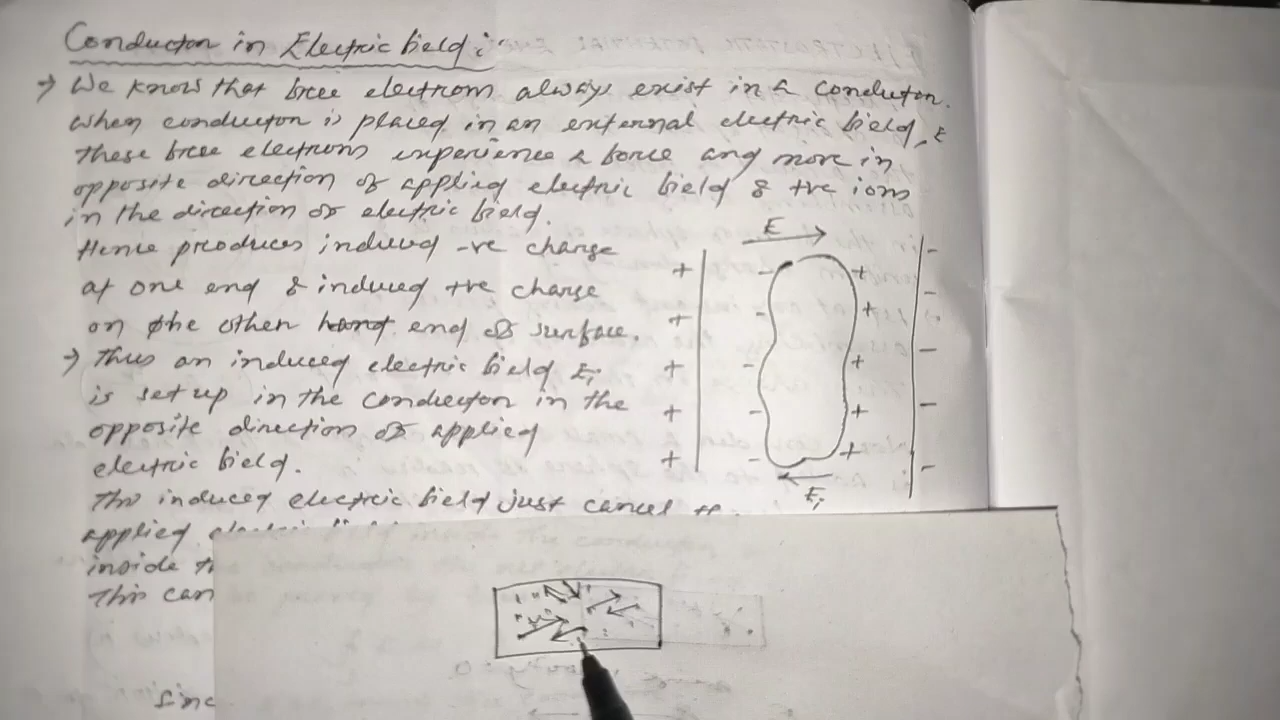 Conductor in Electric field :-
→ We know that free electrons always exist in a conductor.
When conductor is placed in an external electric field, E
these free electrons experience a force and move in
opposite direction of applied electric field & +ve ions
in the direction of electric field.
Hence produces induced -ve charge
at one end & induced +ve charge
on the other end of surface.
→ Thus an induced electric field Ei
is set up in the conductor in the
opposite direction of applied
electric field.
This induced electric field just cancel
applied
inside
This can
Sinc
E
Ei